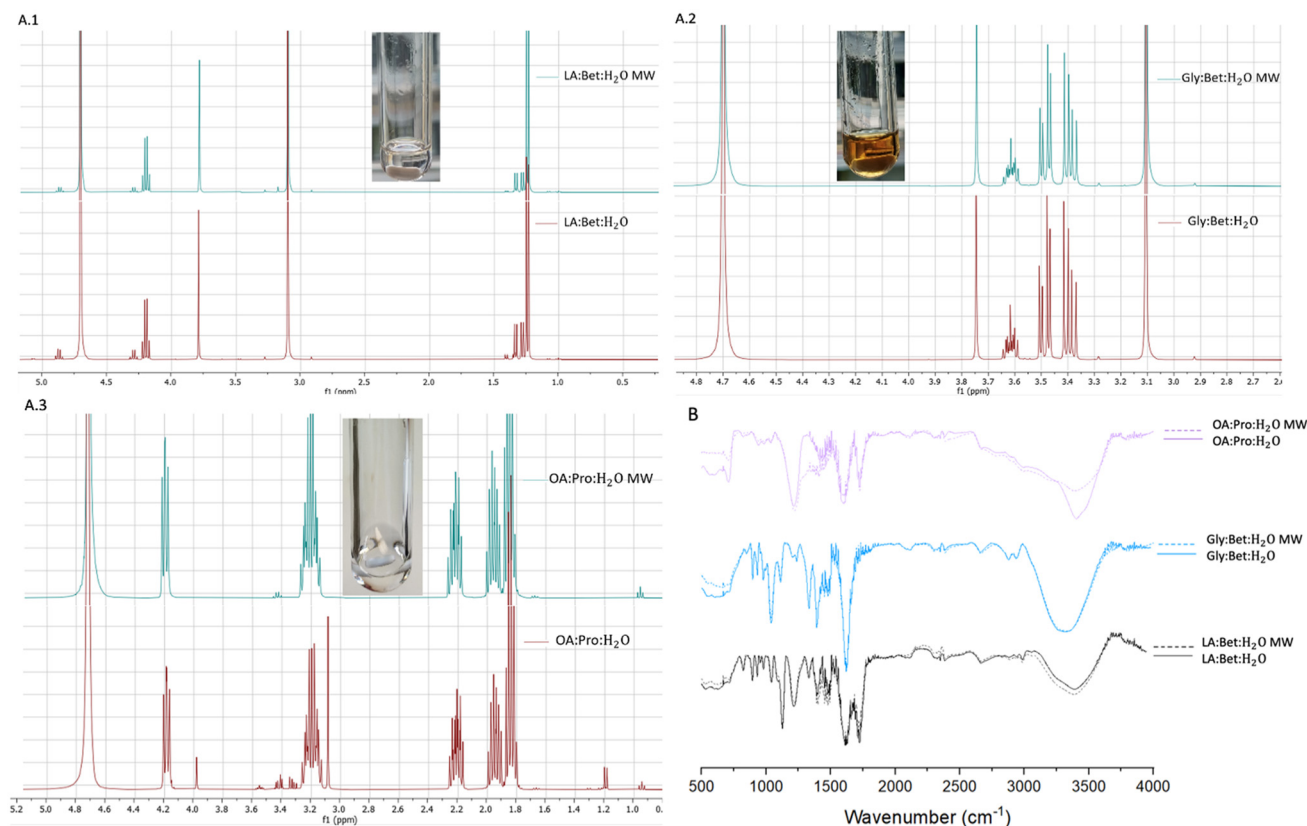 A.1
LA:Bet:H₂O MW
LA:Bet:H₂O
5.0 4.5 4.0 3.5 3.0 2.5 2.0 1.5 1.0 0.5
f1 (ppm)
A.2
Gly:Bet:H₂O MW
Gly:Bet:H₂O
4.8 4.7 4.6 4.5 4.4 4.3 4.2 4.1 4.0 3.9 3.8 3.7 3.6 3.5 3.4 3.3 3.2 3.1 3.0 2.9 2.8 2.7 2.6
f1 (ppm)
A.3
OA:Pro:H₂O MW
OA:Pro:H₂O
5.2 5.0 4.8 4.6 4.4 4.2 4.0 3.8 3.6 3.4 3.2 3.0 2.8 2.6 2.4 2.2 2.0 1.8 1.6 1.4 1.2 1.0 0.8
f1 (ppm)
B
OA:Pro:H₂O MW
OA:Pro:H₂O
Gly:Bet:H₂O MW
Gly:Bet:H₂O
LA:Bet:H₂O MW
LA:Bet:H₂O
500 1000 1500 2000 2500 3000 3500 4000
Wavenumber (cm⁻¹)